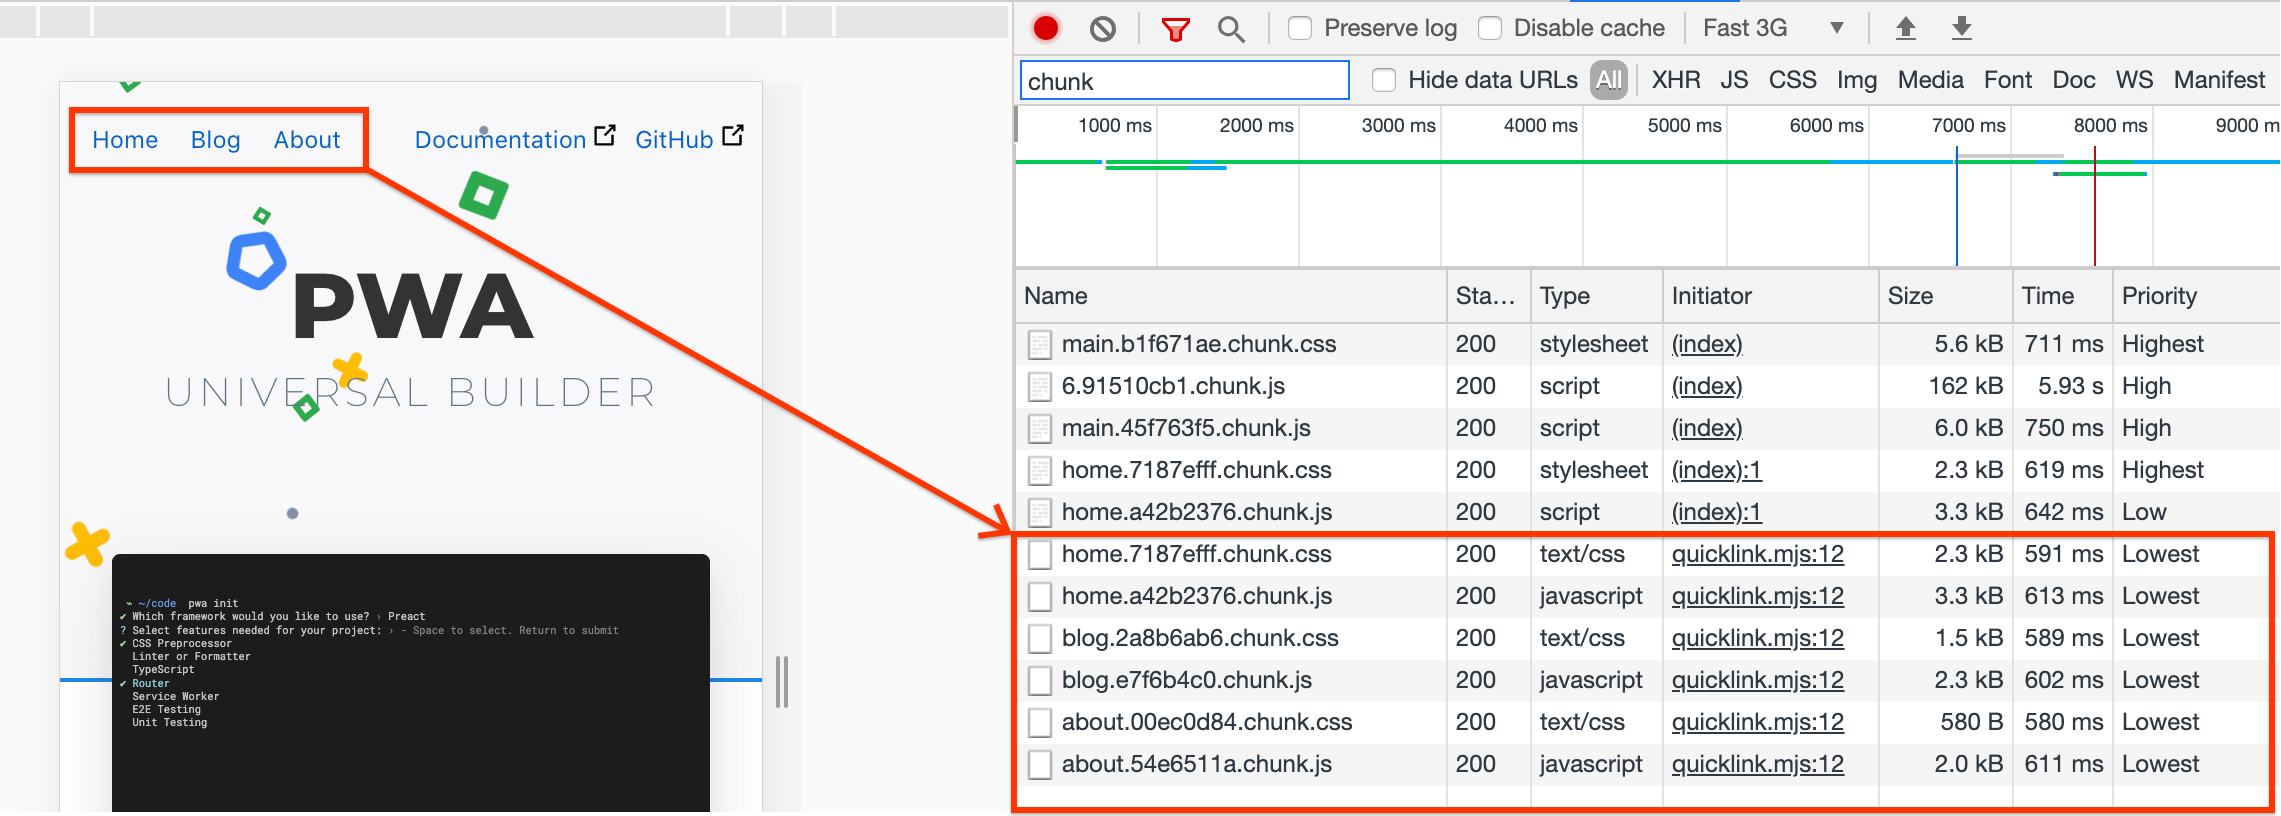 Home Blog About Documentation GitHub
PWA
UNIVERSAL BUILDER
~ ~/code pwa init
✔ Which framework would you like to use? › Preact
? Select features needed for your project: › - Space to select. Return to submit
✔ CSS Preprocessor
Linter or Formatter
TypeScript
✔ Router
Service Worker
E2E Testing
Unit Testing
Preserve log Disable cache Fast 3G ▼
chunk Hide data URLs All XHR JS CSS Img Media Font Doc WS Manifest
1000 ms 2000 ms 3000 ms 4000 ms 5000 ms 6000 ms 7000 ms 8000 ms 9000 m
Name Sta… Type Initiator Size Time Priority
main.b1f671ae.chunk.css 200 stylesheet (index) 5.6 kB 711 ms Highest
6.91510cb1.chunk.js 200 script (index) 162 kB 5.93 s High
main.45f763f5.chunk.js 200 script (index) 6.0 kB 750 ms High
home.7187efff.chunk.css 200 stylesheet (index):1 2.3 kB 619 ms Highest
home.a42b2376.chunk.js 200 script (index):1 3.3 kB 642 ms Low
home.7187efff.chunk.css 200 text/css quicklink.mjs:12 2.3 kB 591 ms Lowest
home.a42b2376.chunk.js 200 javascript quicklink.mjs:12 3.3 kB 613 ms Lowest
blog.2a8b6ab6.chunk.css 200 text/css quicklink.mjs:12 1.5 kB 589 ms Lowest
blog.e7f6b4c0.chunk.js 200 javascript quicklink.mjs:12 2.3 kB 602 ms Lowest
about.00ec0d84.chunk.css 200 text/css quicklink.mjs:12 580 B 580 ms Lowest
about.54e6511a.chunk.js 200 javascript quicklink.mjs:12 2.0 kB 611 ms Lowest